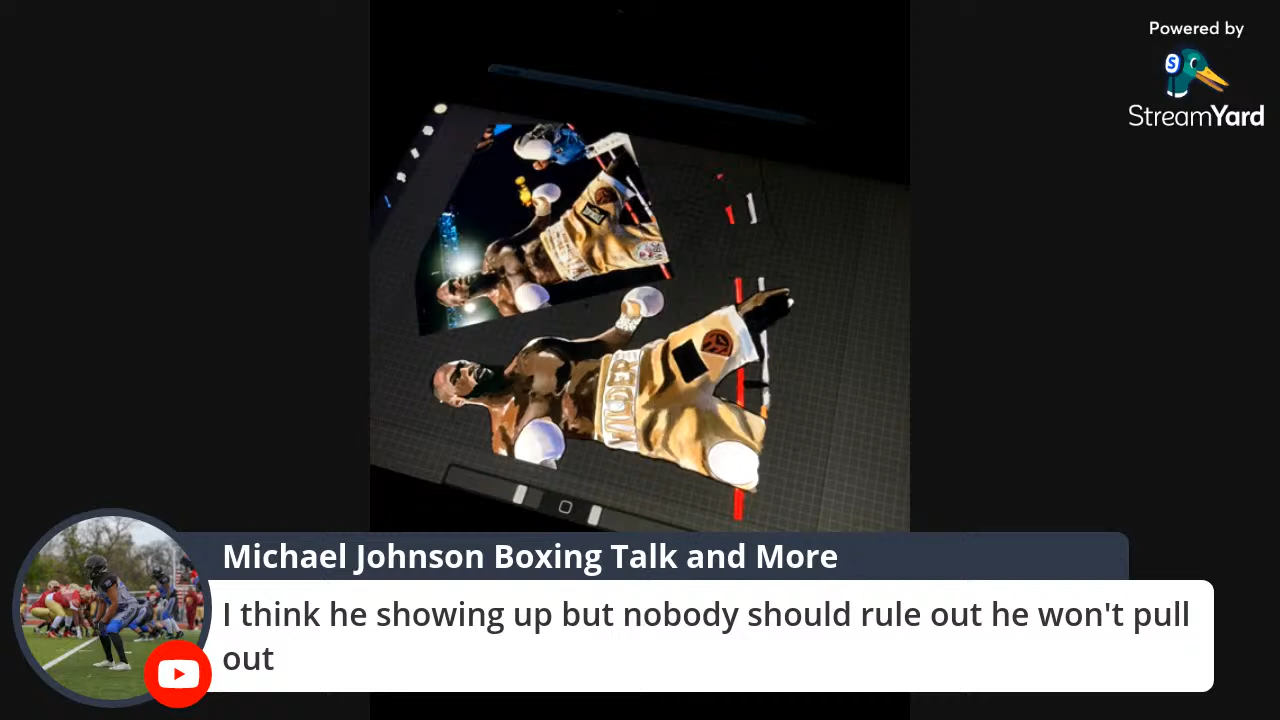 Powered by
StreamYard
WILDER
Michael Johnson Boxing Talk and More
I think he showing up but nobody should rule out he won't pull
out